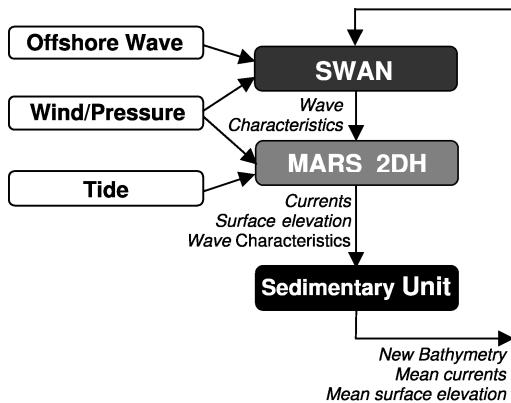 Offshore Wave
SWAN
Wind/Pressure
Wave
Characteristics
MARS 2DH
Tide
Currents
Surface elevation
Wave Characteristics
Sedimentary Unit
New Bathymetry
Mean currents
Mean surface elevation